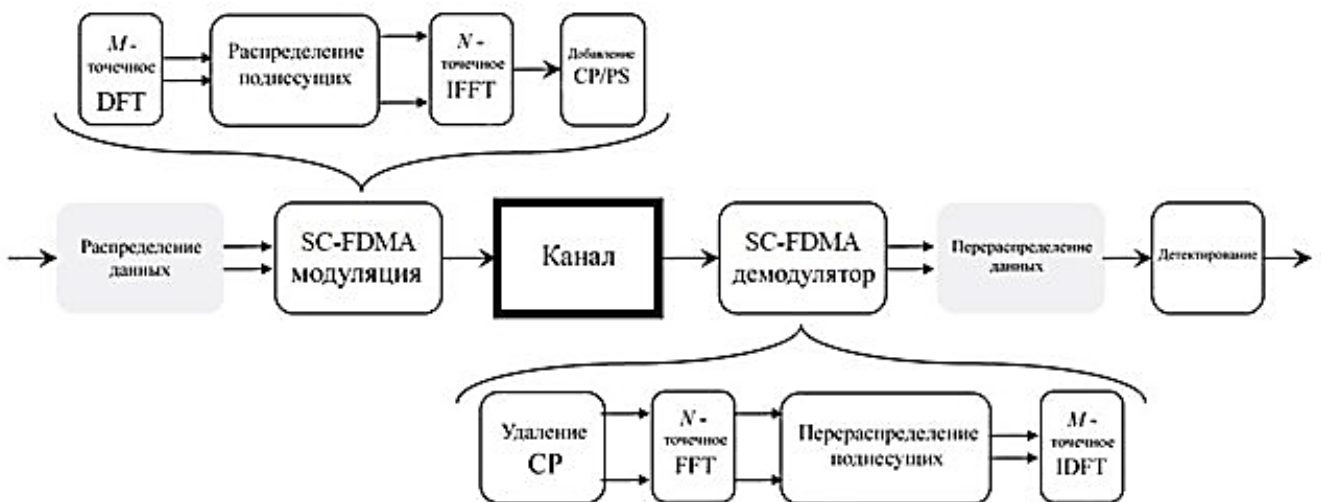 M -
точечное
DFT
Распределение
поднесущих
N -
точечное
IFFT
Добавление
CP/PS
Распределение
данных
SC-FDMA
модуляция
Канал
SC-FDMA
демодулятор
Перераспределение
данных
Детектирование
Удаление
CP
N -
точечное
FFT
Перераспределение
поднесущих
M -
точечное
IDFT